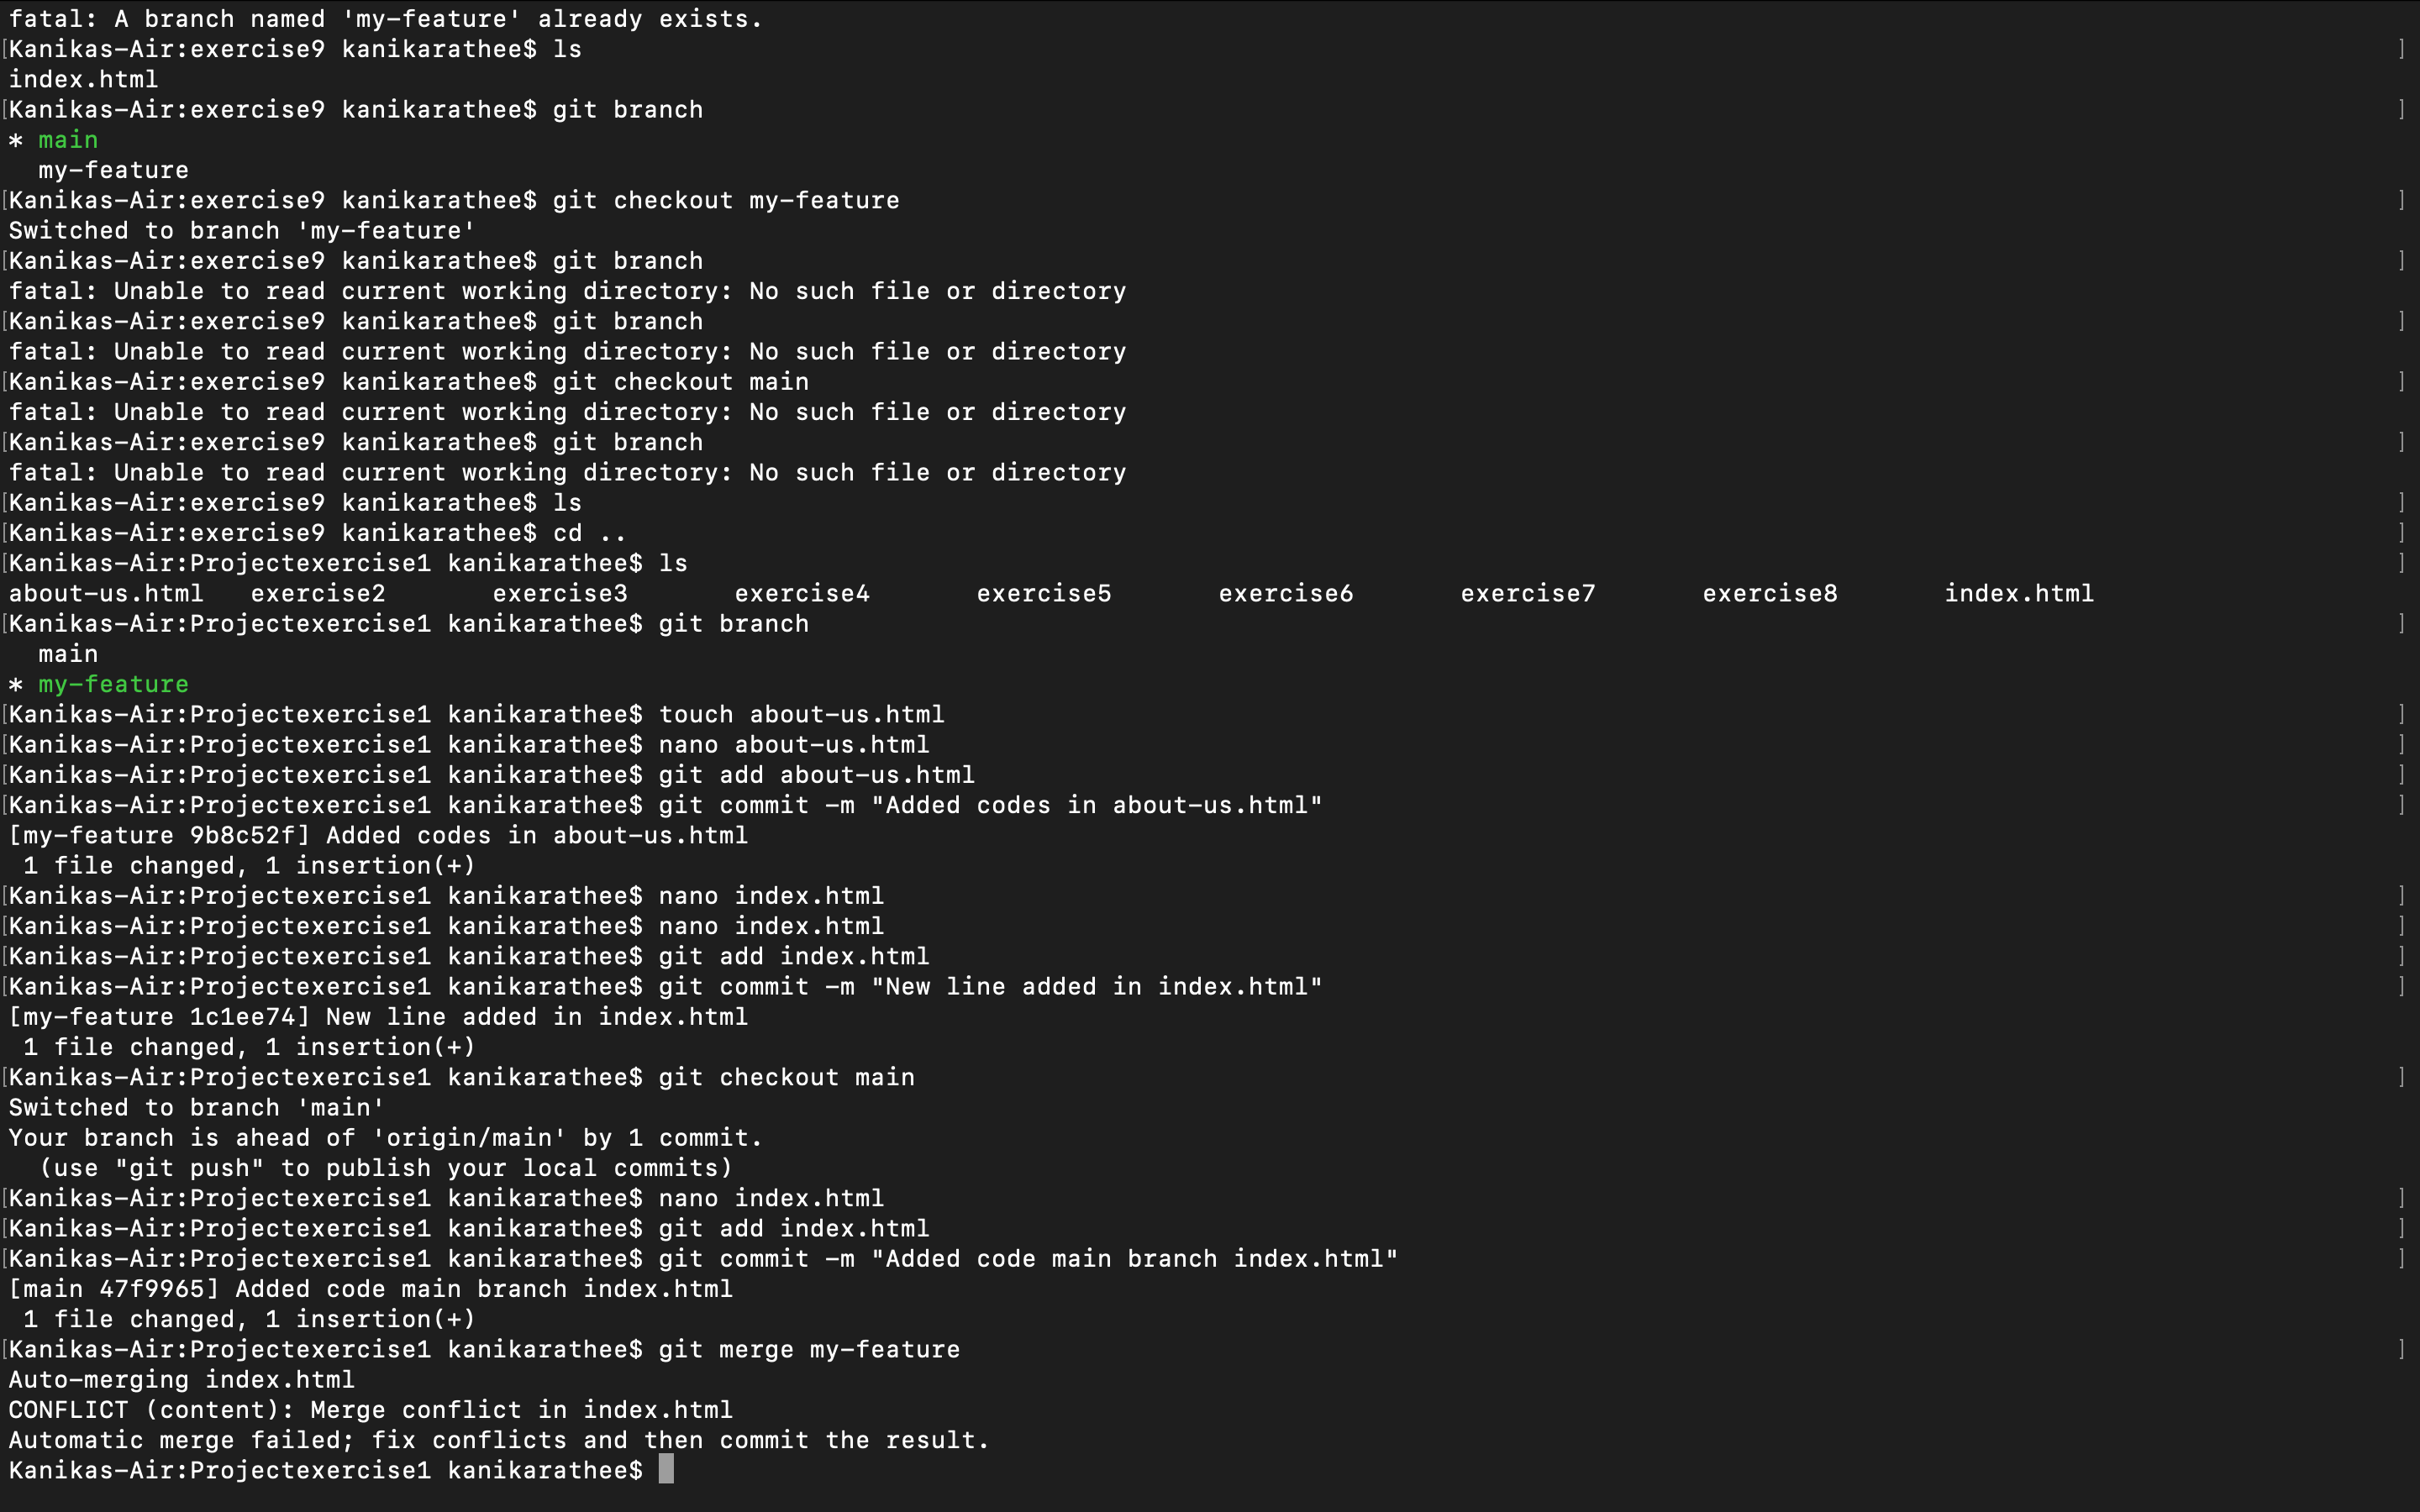 fatal: A branch named 'my-feature' already exists.
[Kanikas-Air:exercise9 kanikarathee$ ls ]
index.html
[Kanikas-Air:exercise9 kanikarathee$ git branch ]
* main
  my-feature
[Kanikas-Air:exercise9 kanikarathee$ git checkout my-feature ]
Switched to branch 'my-feature'
[Kanikas-Air:exercise9 kanikarathee$ git branch ]
fatal: Unable to read current working directory: No such file or directory
[Kanikas-Air:exercise9 kanikarathee$ git branch ]
fatal: Unable to read current working directory: No such file or directory
[Kanikas-Air:exercise9 kanikarathee$ git checkout main ]
fatal: Unable to read current working directory: No such file or directory
[Kanikas-Air:exercise9 kanikarathee$ git branch ]
fatal: Unable to read current working directory: No such file or directory
[Kanikas-Air:exercise9 kanikarathee$ ls ]
[Kanikas-Air:exercise9 kanikarathee$ cd .. ]
[Kanikas-Air:Projectexercise1 kanikarathee$ ls ]
about-us.html exercise2 exercise3 exercise4 exercise5 exercise6 exercise7 exercise8 index.html
[Kanikas-Air:Projectexercise1 kanikarathee$ git branch ]
  main
* my-feature
[Kanikas-Air:Projectexercise1 kanikarathee$ touch about-us.html ]
[Kanikas-Air:Projectexercise1 kanikarathee$ nano about-us.html ]
[Kanikas-Air:Projectexercise1 kanikarathee$ git add about-us.html ]
[Kanikas-Air:Projectexercise1 kanikarathee$ git commit -m "Added codes in about-us.html" ]
[my-feature 9b8c52f] Added codes in about-us.html
 1 file changed, 1 insertion(+)
[Kanikas-Air:Projectexercise1 kanikarathee$ nano index.html ]
[Kanikas-Air:Projectexercise1 kanikarathee$ nano index.html ]
[Kanikas-Air:Projectexercise1 kanikarathee$ git add index.html ]
[Kanikas-Air:Projectexercise1 kanikarathee$ git commit -m "New line added in index.html" ]
[my-feature 1c1ee74] New line added in index.html
 1 file changed, 1 insertion(+)
[Kanikas-Air:Projectexercise1 kanikarathee$ git checkout main ]
Switched to branch 'main'
Your branch is ahead of 'origin/main' by 1 commit.
  (use "git push" to publish your local commits)
[Kanikas-Air:Projectexercise1 kanikarathee$ nano index.html ]
[Kanikas-Air:Projectexercise1 kanikarathee$ git add index.html ]
[Kanikas-Air:Projectexercise1 kanikarathee$ git commit -m "Added code main branch index.html" ]
[main 47f9965] Added code main branch index.html
 1 file changed, 1 insertion(+)
[Kanikas-Air:Projectexercise1 kanikarathee$ git merge my-feature ]
Auto-merging index.html
CONFLICT (content): Merge conflict in index.html
Automatic merge failed; fix conflicts and then commit the result.
Kanikas-Air:Projectexercise1 kanikarathee$